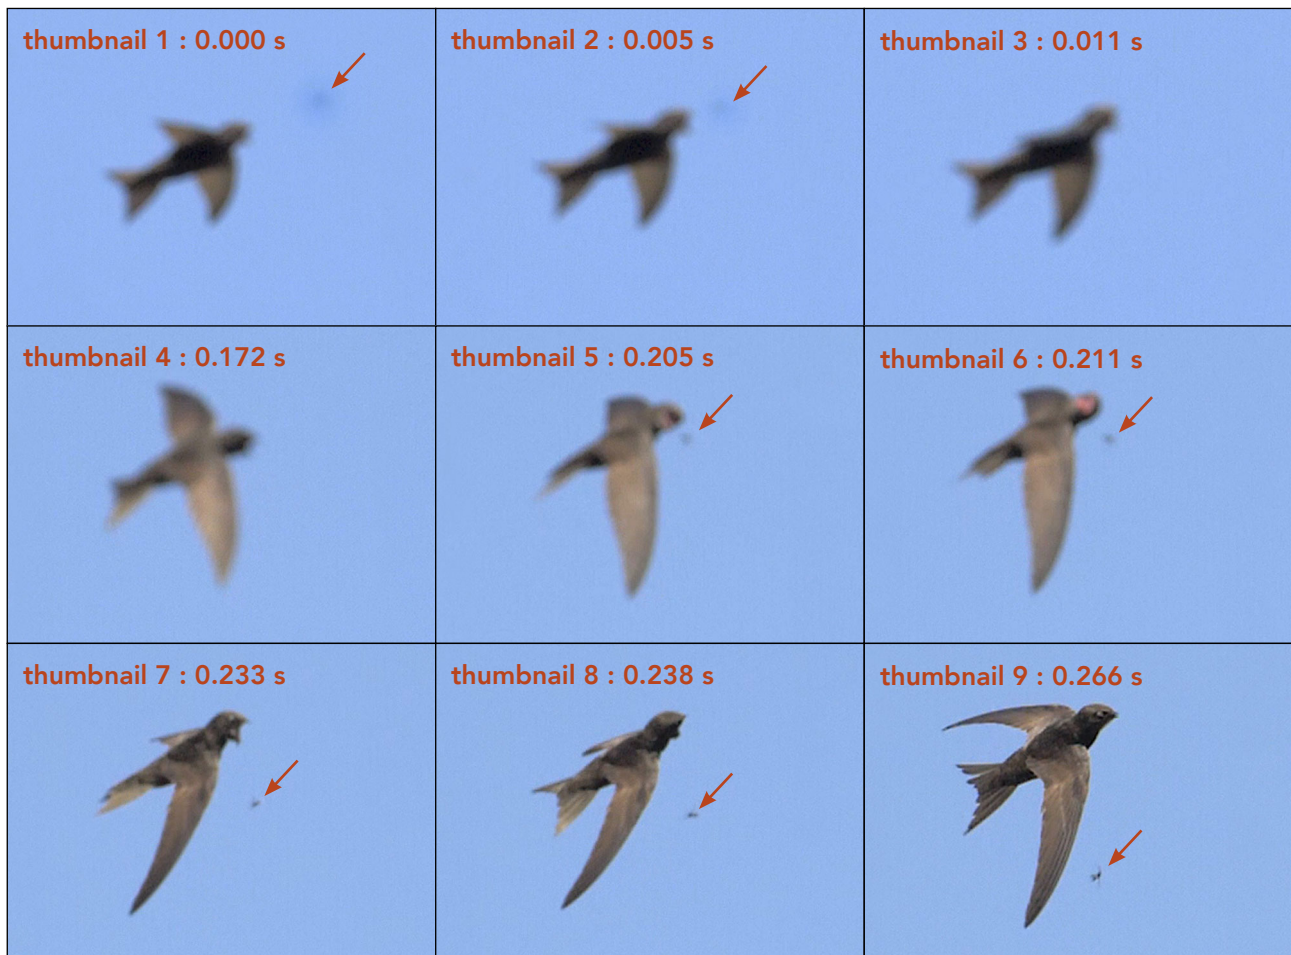 thumbnail 1 : 0.000 s
thumbnail 2 : 0.005 s
thumbnail 3 : 0.011 s
thumbnail 4 : 0.172 s
thumbnail 5 : 0.205 s
thumbnail 6 : 0.211 s
thumbnail 7 : 0.233 s
thumbnail 8 : 0.238 s
thumbnail 9 : 0.266 s